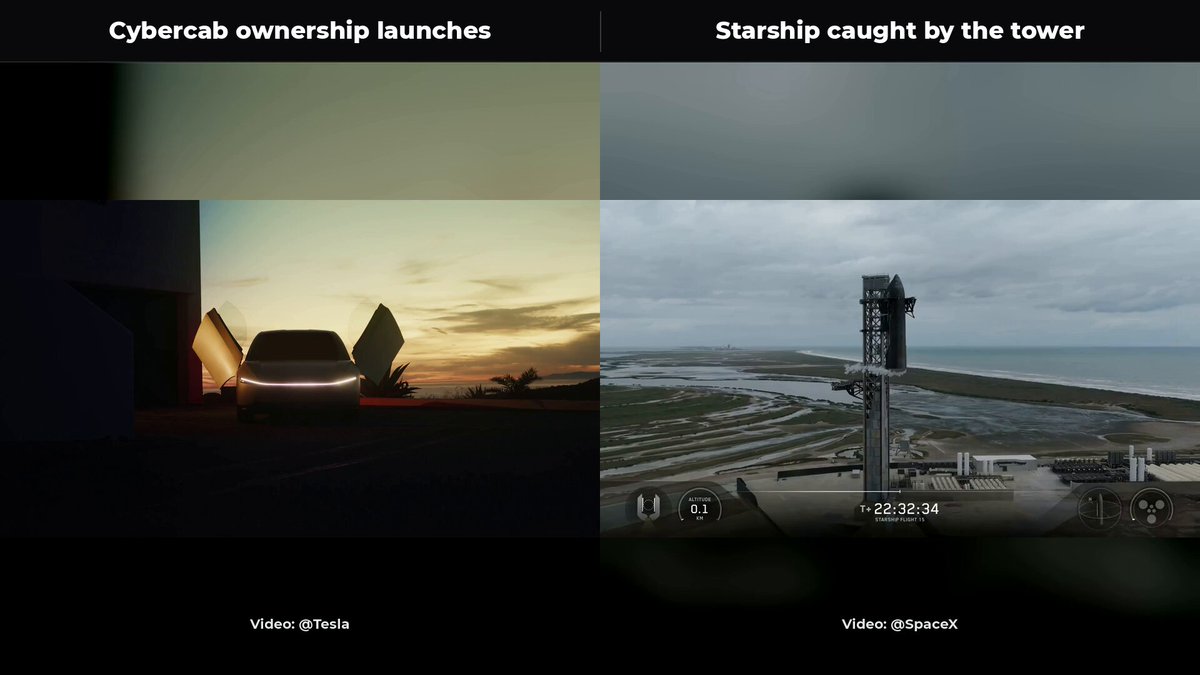 Cybercab ownership launches
Starship caught by the tower
ALTITUDE
0.1
KM
T+ 22:32:34
STARSHIP FLIGHT 15
Video: @Tesla
Video: @SpaceX